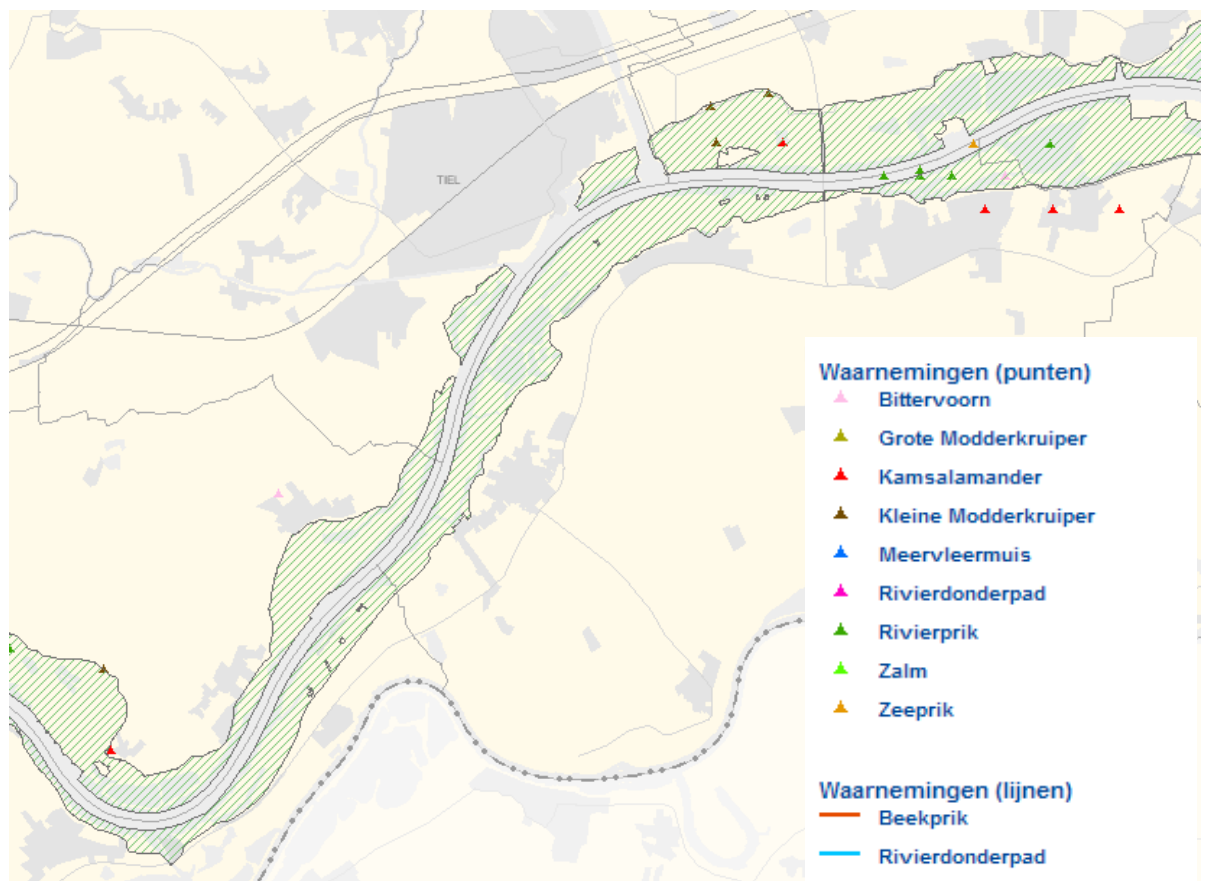 TIEL
Waarnemingen (punten)
Bittervoorn
Grote Modderkruiper
Kamsalamander
Kleine Modderkruiper
Meervleermuis
Rivierdonderpad
Rivierprik
Zalm
Zeeprik
Waarnemingen (lijnen)
Beekprik
Rivierdonderpad